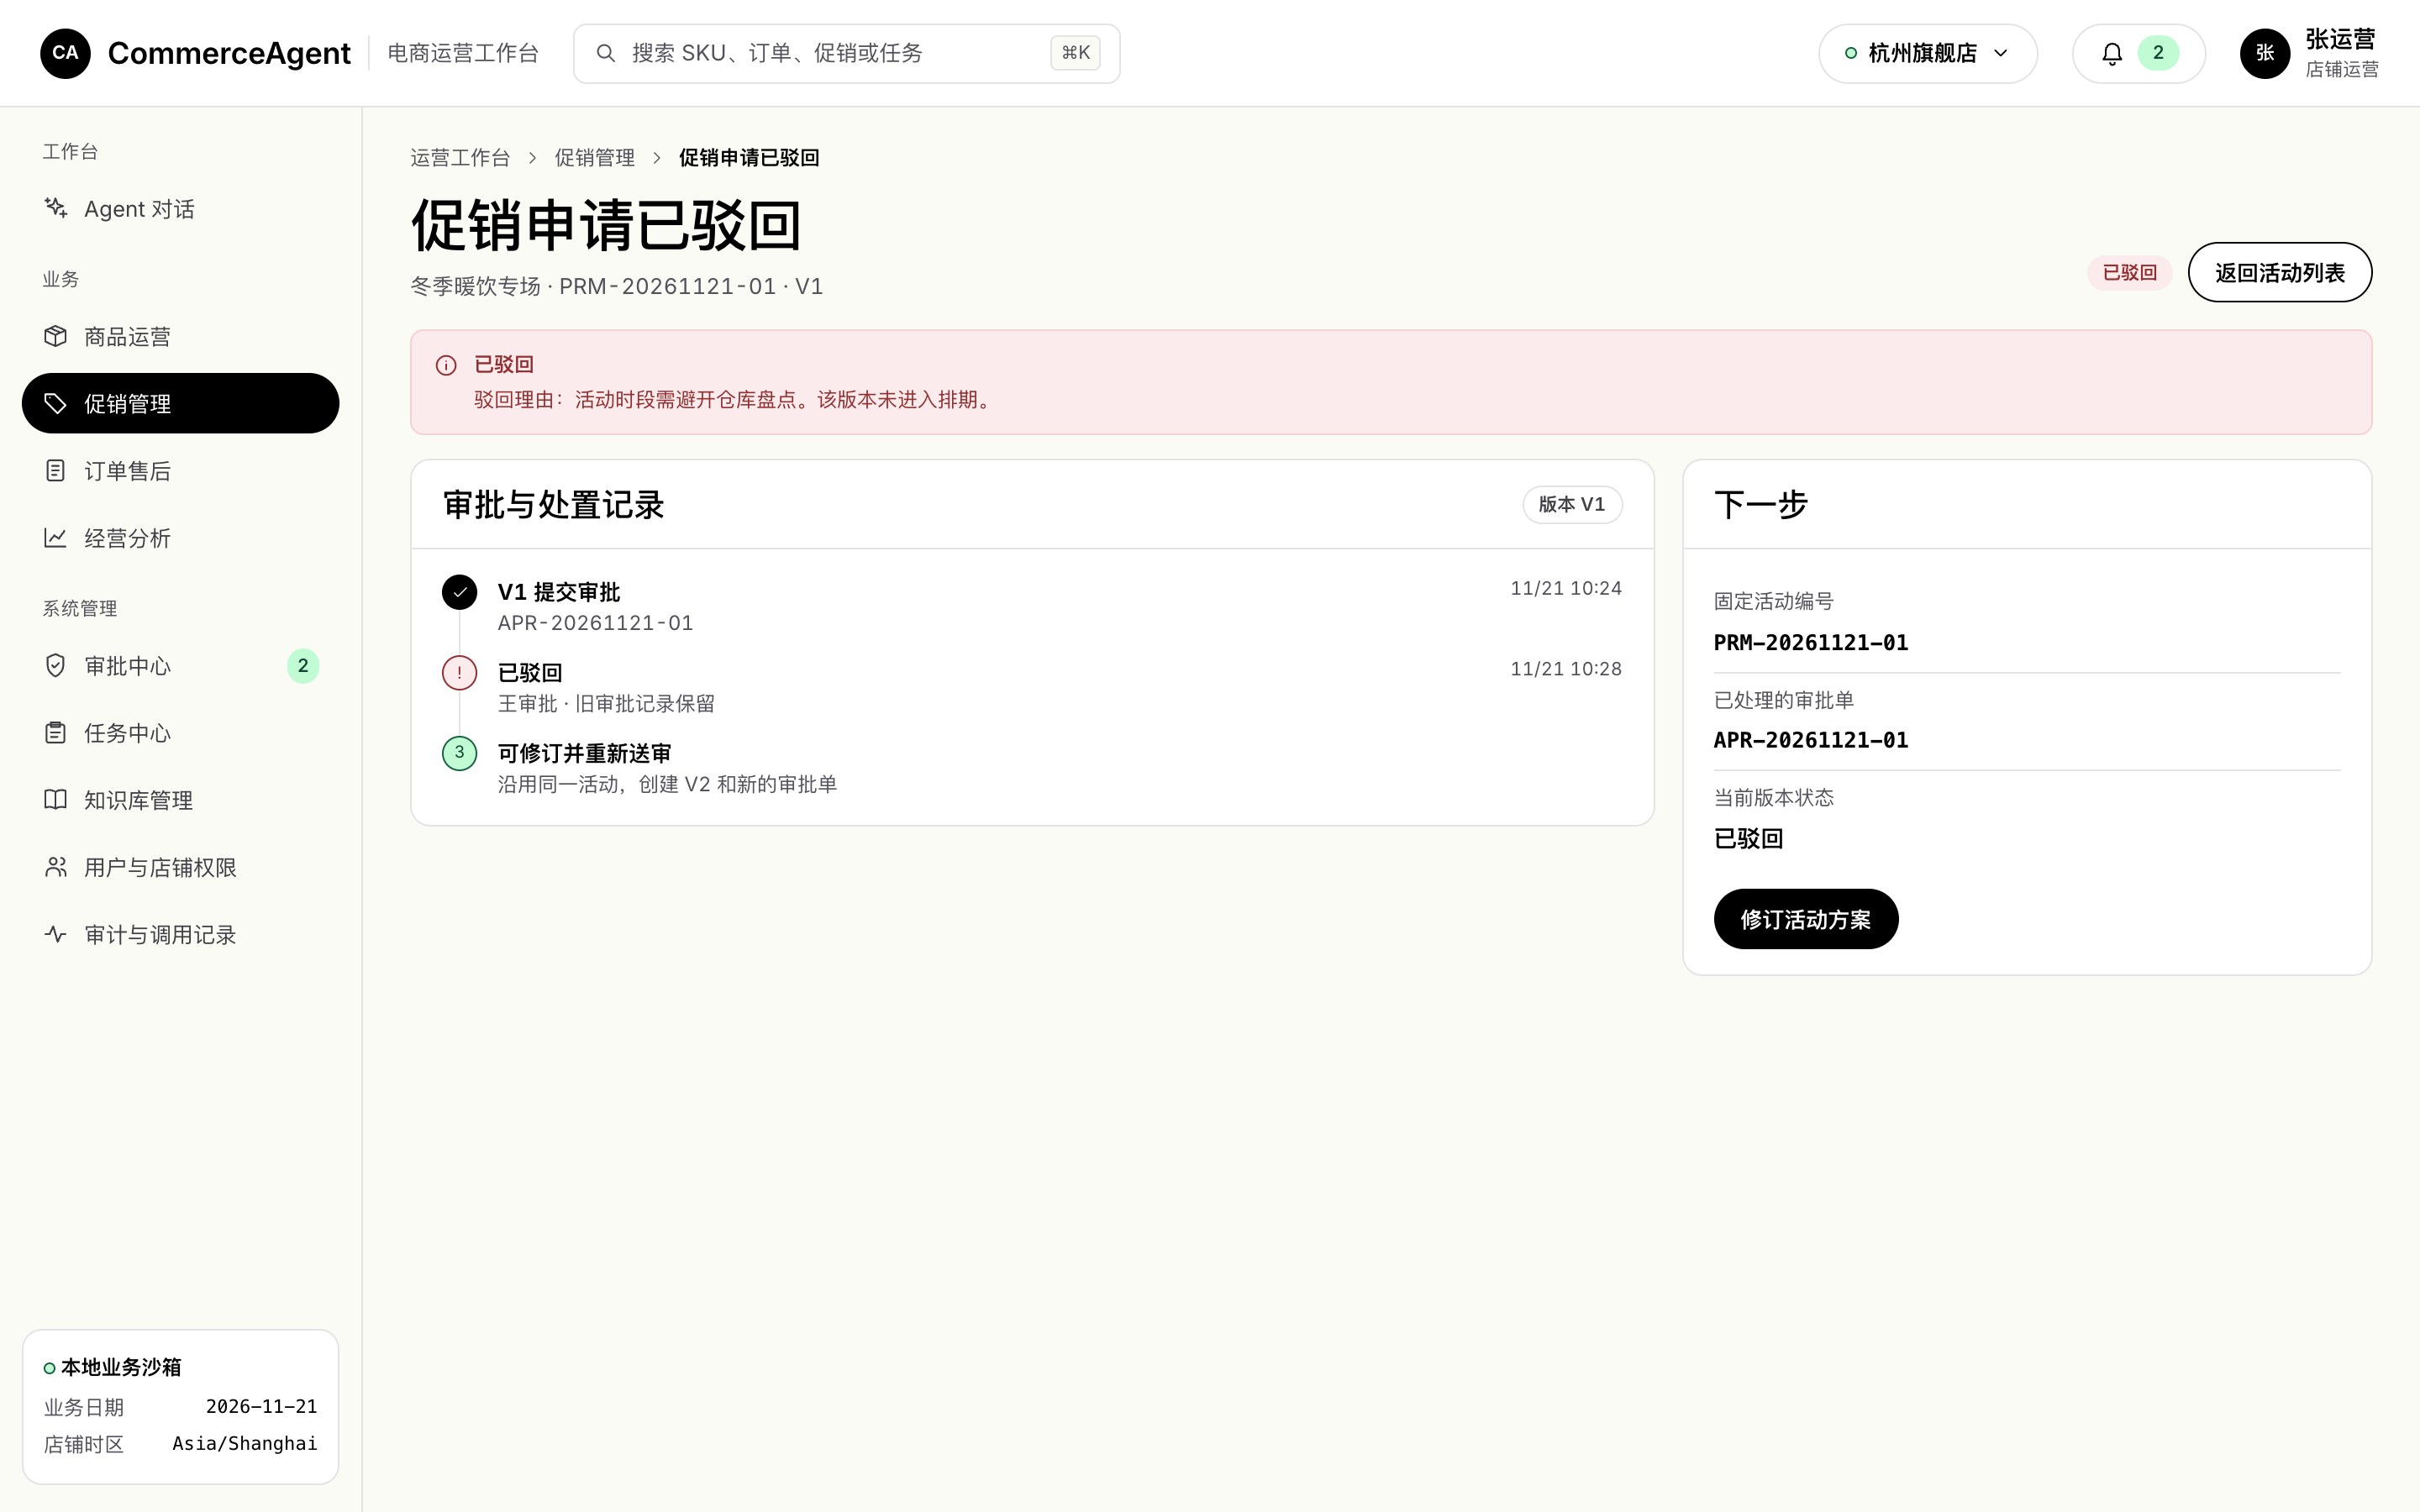 CA CommerceAgent 电商运营工作台 搜索 SKU、订单、促销或任务 ⌘K 杭州旗舰店 2 张 张运营
店铺运营
工作台
Agent 对话
业务
商品运营
促销管理
订单售后
经营分析
系统管理
审批中心 2
任务中心
知识库管理
用户与店铺权限
审计与调用记录
本地业务沙箱
业务日期 2026-11-21
店铺时区 Asia/Shanghai
运营工作台 > 促销管理 > 促销申请已驳回
促销申请已驳回
冬季暖饮专场 · PRM-20261121-01 · V1
已驳回 返回活动列表
已驳回
驳回理由：活动时段需避开仓库盘点。该版本未进入排期。
审批与处置记录 版本 V1
V1 提交审批 11/21 10:24
APR-20261121-01
! 已驳回 11/21 10:28
王审批 · 旧审批记录保留
3 可修订并重新送审
沿用同一活动，创建 V2 和新的审批单
下一步
固定活动编号
PRM-20261121-01
已处理的审批单
APR-20261121-01
当前版本状态
已驳回
修订活动方案